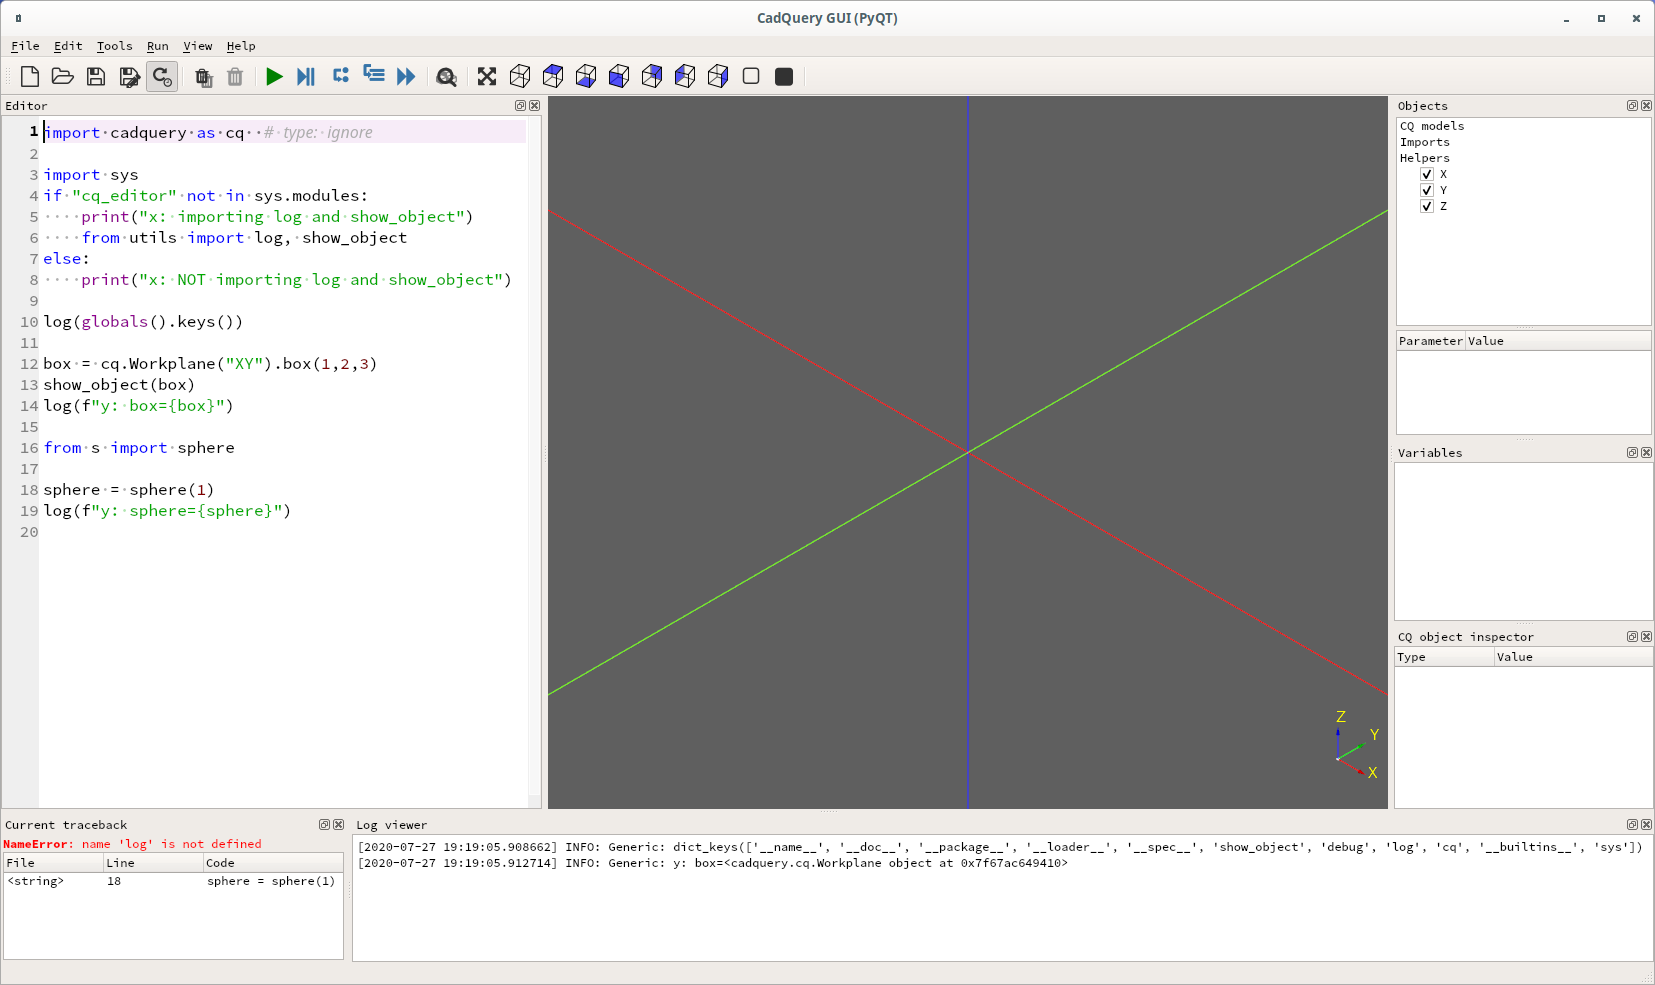 CadQuery GUI (PyQT)
File Edit Tools Run View Help
Editor
1 import cadquery as cq  # type: ignore
2
3 import sys
4 if "cq_editor" not in sys.modules:
5     print("x: importing log and show_object")
6     from utils import log, show_object
7 else:
8     print("x: NOT importing log and show_object")
9
10 log(globals().keys())
11
12 box = cq.Workplane("XY").box(1,2,3)
13 show_object(box)
14 log(f"y: box={box}")
15
16 from s import sphere
17
18 sphere = sphere(1)
19 log(f"y: sphere={sphere}")
20
Z
Y
X
Objects
CQ models
Imports
Helpers
X
Y
Z
Parameter Value
Variables
CQ object inspector
Type Value
Current traceback
NameError: name 'log' is not defined
File Line Code
<string> 18 sphere = sphere(1)
Log viewer
[2020-07-27 19:19:05.908662] INFO: Generic: dict_keys(['__name__', '__doc__', '__package__', '__loader__', '__spec__', 'show_object', 'debug', 'log', 'cq', '__builtins__', 'sys'])
[2020-07-27 19:19:05.912714] INFO: Generic: y: box=<cadquery.cq.Workplane object at 0x7f67ac649410>